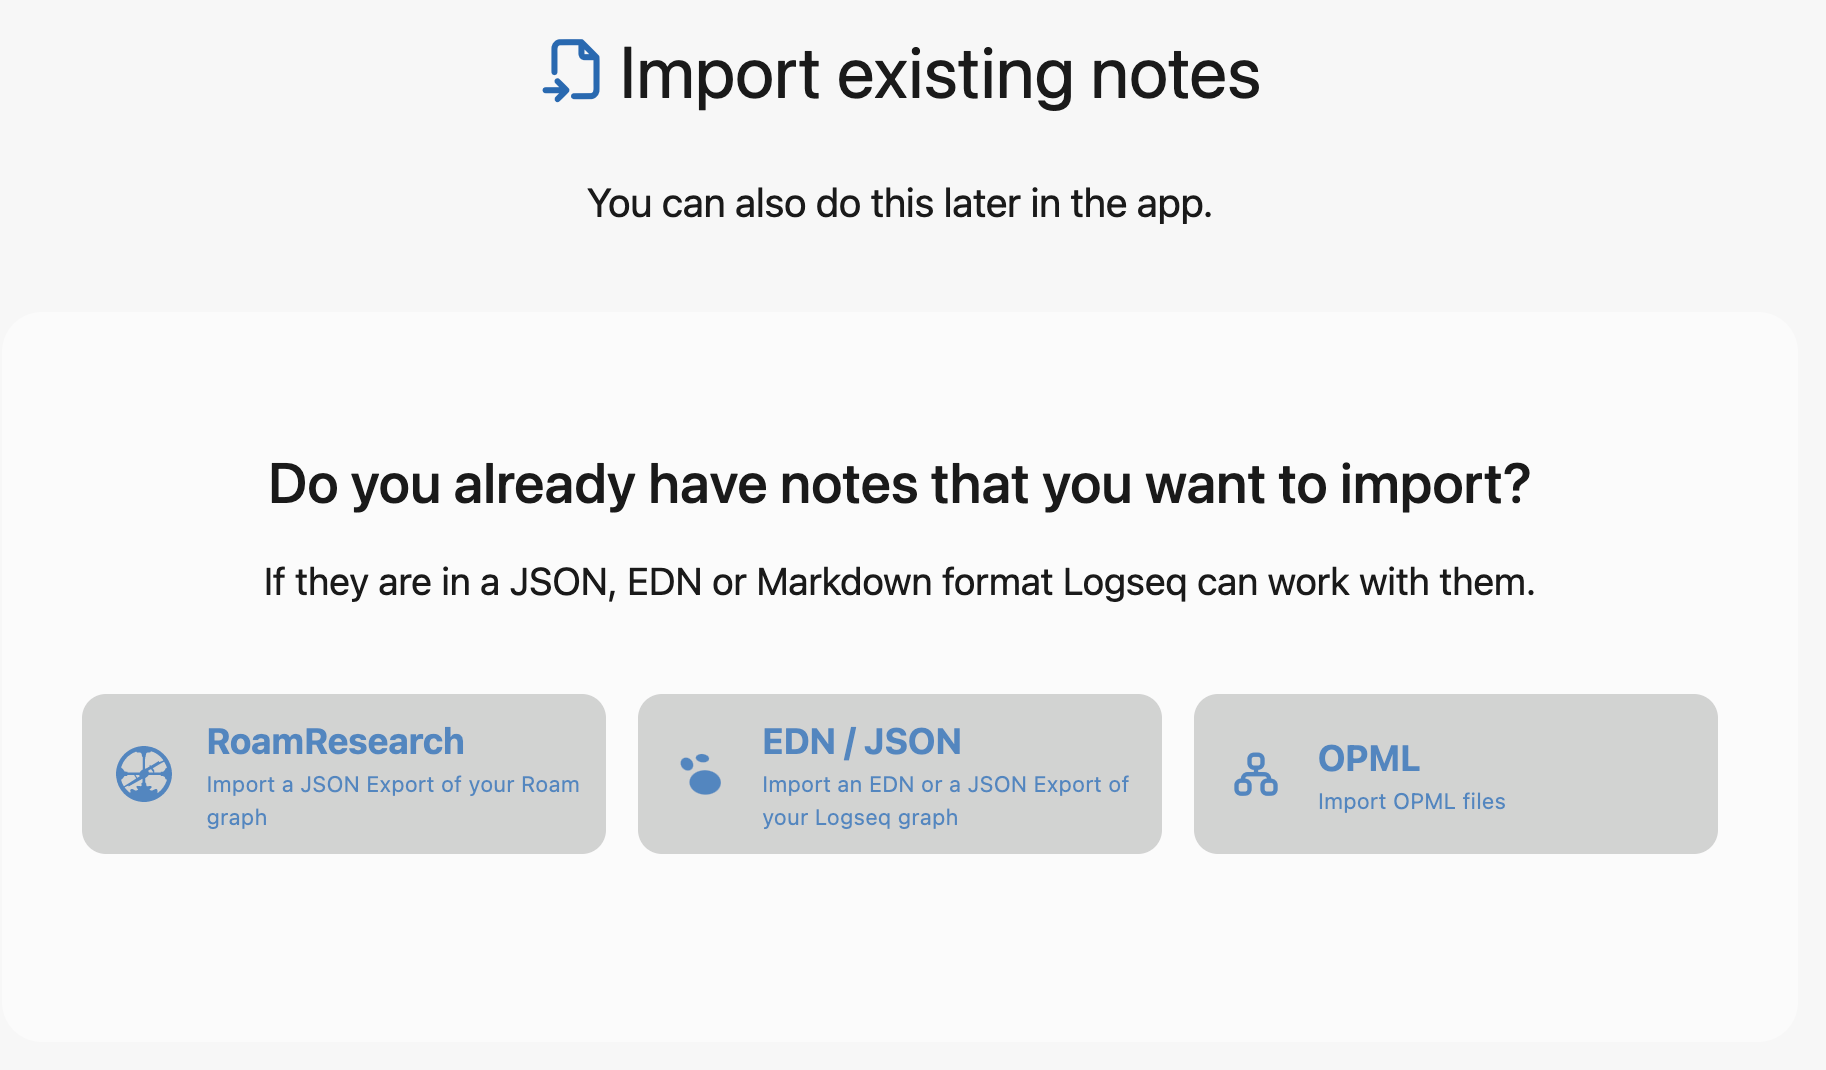 Import existing notes
You can also do this later in the app.
Do you already have notes that you want to import?
If they are in a JSON, EDN or Markdown format Logseq can work with them.
RoamResearch
Import a JSON Export of your Roam
graph
EDN / JSON
Import an EDN or a JSON Export of
your Logseq graph
OPML
Import OPML files